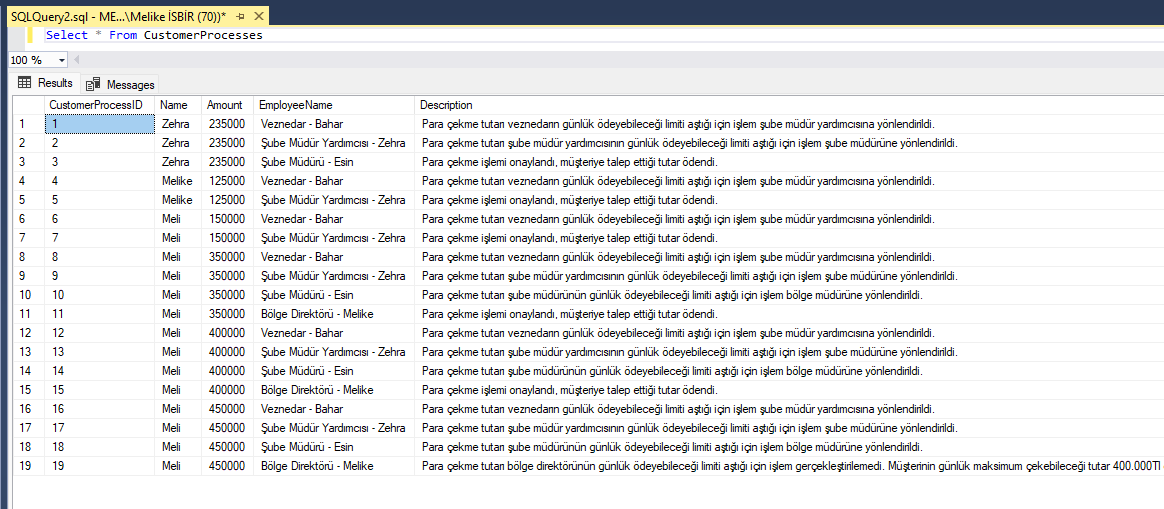 SQLQuery2.sql - ME...\Melike İSBİR (70))*
Select * From CustomerProcesses
100 %
Results Messages
CustomerProcessID Name Amount EmployeeName Description
1 1 Zehra 235000 Veznedar - Bahar Para çekme tutarı veznedarın günlük ödeyebileceği limiti aştığı için işlem şube müdür yardımcısına yönlendirildi.
2 2 Zehra 235000 Şube Müdür Yardımcısı - Zehra Para çekme tutarı şube müdür yardımcısının günlük ödeyebileceği limiti aştığı için işlem şube müdürüne yönlendirildi.
3 3 Zehra 235000 Şube Müdürü - Esin Para çekme işlemi onaylandı, müşteriye talep ettiği tutar ödendi.
4 4 Melike 125000 Veznedar - Bahar Para çekme tutarı veznedarın günlük ödeyebileceği limiti aştığı için işlem şube müdür yardımcısına yönlendirildi.
5 5 Melike 125000 Şube Müdür Yardımcısı - Zehra Para çekme işlemi onaylandı, müşteriye talep ettiği tutar ödendi.
6 6 Meli 150000 Veznedar - Bahar Para çekme tutarı veznedarın günlük ödeyebileceği limiti aştığı için işlem şube müdür yardımcısına yönlendirildi.
7 7 Meli 150000 Şube Müdür Yardımcısı - Zehra Para çekme işlemi onaylandı, müşteriye talep ettiği tutar ödendi.
8 8 Meli 350000 Veznedar - Bahar Para çekme tutarı veznedarın günlük ödeyebileceği limiti aştığı için işlem şube müdür yardımcısına yönlendirildi.
9 9 Meli 350000 Şube Müdür Yardımcısı - Zehra Para çekme tutarı şube müdür yardımcısının günlük ödeyebileceği limiti aştığı için işlem şube müdürüne yönlendirildi.
10 10 Meli 350000 Şube Müdürü - Esin Para çekme tutarı şube müdürünün günlük ödeyebileceği limiti aştığı için işlem bölge müdürüne yönlendirildi.
11 11 Meli 350000 Bölge Direktörü - Melike Para çekme işlemi onaylandı, müşteriye talep ettiği tutar ödendi.
12 12 Meli 400000 Veznedar - Bahar Para çekme tutarı veznedarın günlük ödeyebileceği limiti aştığı için işlem şube müdür yardımcısına yönlendirildi.
13 13 Meli 400000 Şube Müdür Yardımcısı - Zehra Para çekme tutarı şube müdür yardımcısının günlük ödeyebileceği limiti aştığı için işlem şube müdürüne yönlendirildi.
14 14 Meli 400000 Şube Müdürü - Esin Para çekme tutarı şube müdürünün günlük ödeyebileceği limiti aştığı için işlem bölge müdürüne yönlendirildi.
15 15 Meli 400000 Bölge Direktörü - Melike Para çekme işlemi onaylandı, müşteriye talep ettiği tutar ödendi.
16 16 Meli 450000 Veznedar - Bahar Para çekme tutarı veznedarın günlük ödeyebileceği limiti aştığı için işlem şube müdür yardımcısına yönlendirildi.
17 17 Meli 450000 Şube Müdür Yardımcısı - Zehra Para çekme tutarı şube müdür yardımcısının günlük ödeyebileceği limiti aştığı için işlem şube müdürüne yönlendirildi.
18 18 Meli 450000 Şube Müdürü - Esin Para çekme tutarı şube müdürünün günlük ödeyebileceği limiti aştığı için işlem bölge müdürüne yönlendirildi.
19 19 Meli 450000 Bölge Direktörü - Melike Para çekme tutarı bölge direktörünün günlük ödeyebileceği limiti aştığı için işlem gerçekleştirilemedi. Müşterinin günlük maksimum çekebileceği tutar 400.000Tl